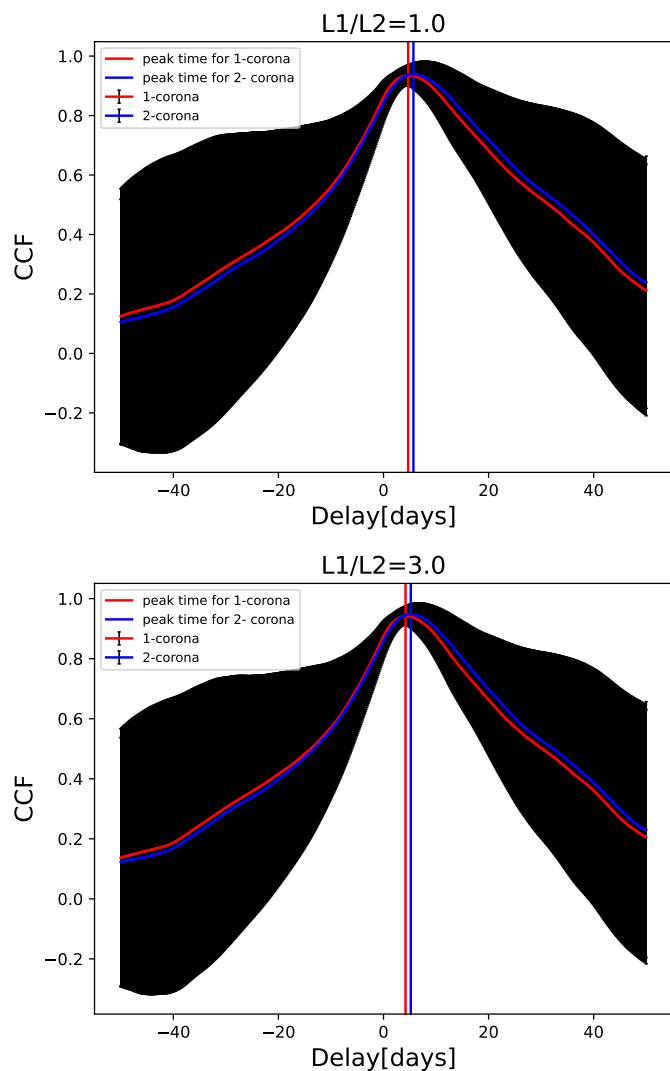 L1/L2=1.0
peak time for 1-corona
peak time for 2- corona
1-corona
2-corona
1.0
0.8
0.6
0.4
0.2
0.0
−0.2
CCF
−40 −20 0 20 40
Delay[days]
L1/L2=3.0
peak time for 1-corona
peak time for 2- corona
1-corona
2-corona
1.0
0.8
0.6
0.4
0.2
0.0
−0.2
CCF
−40 −20 0 20 40
Delay[days]